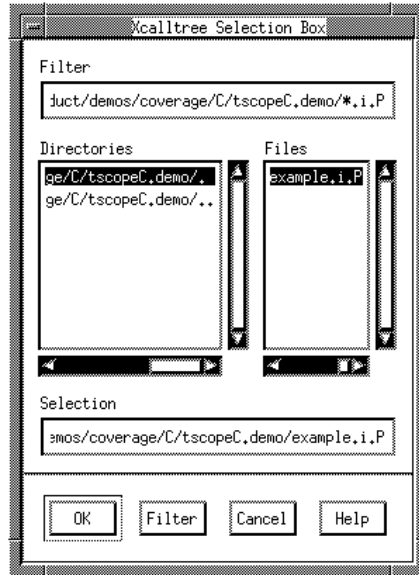 Xcalltree Selection Box
Filter
duct/demos/coverage/C/tscopeC.demo/*.i.P
Directories
Files
ge/C/tscopeC.demo/.
ge/C/tscopeC.demo/..
example.i.P
Selection
emos/coverage/C/tscopeC.demo/example.i.P
OK
Filter
Cancel
Help